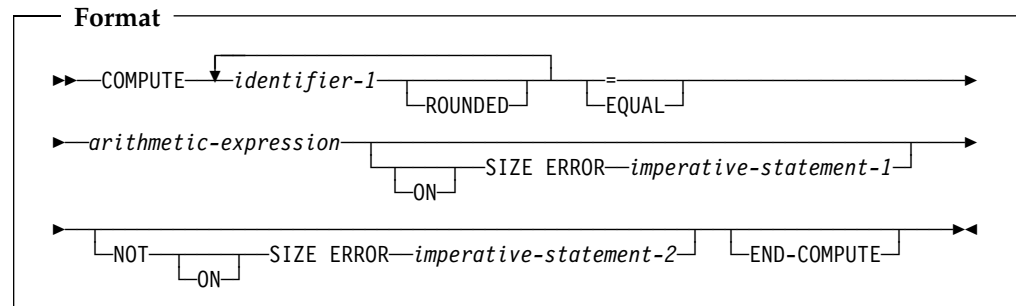 Format
COMPUTE identifier-1 ROUNDED = EQUAL
arithmetic-expression ON SIZE ERROR imperative-statement-1
NOT ON SIZE ERROR imperative-statement-2 END-COMPUTE